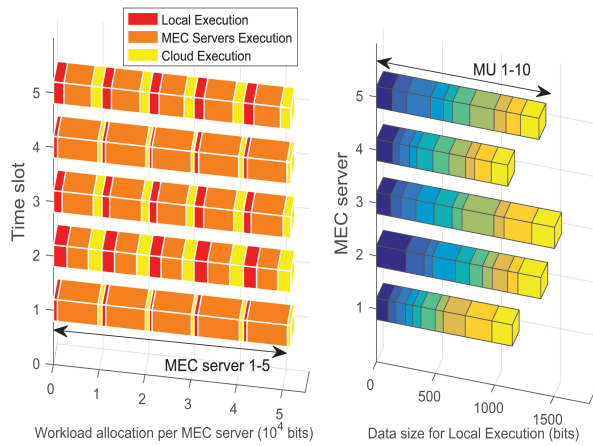 Local Execution
MEC Servers Execution
Cloud Execution
Time slot
5
4
3
2
1
0
MEC server 1-5
0
1
2
3
4
5
Workload allocation per MEC server (10⁴ bits)
MU 1-10
MEC server
5
4
3
2
1
0
500
1000
1500
Data size for Local Execution (bits)